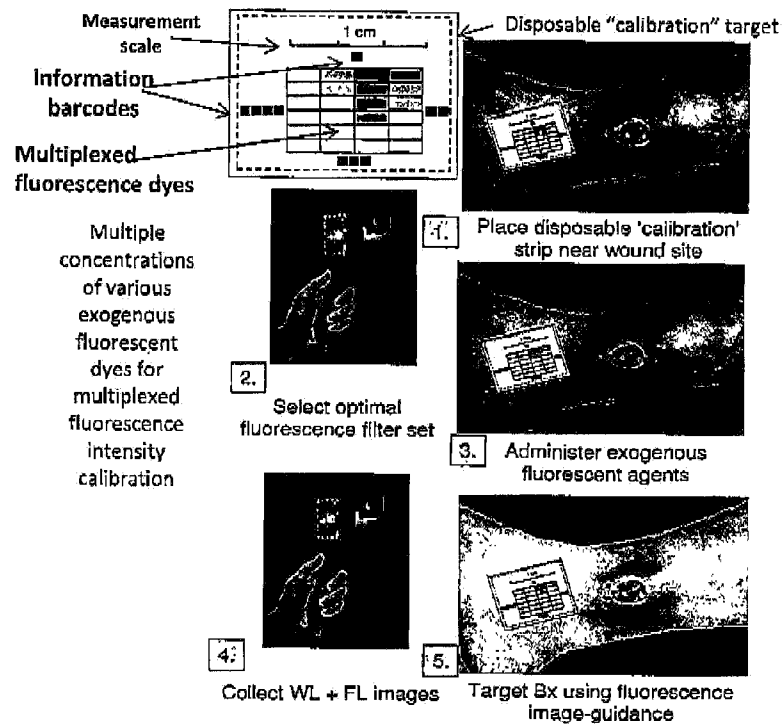 Measurement
scale
1 cm
Disposable "calibration" target
Information
barcodes
Multiplexed
fluorescence dyes
Multiple
concentrations
of various
exogenous
fluorescent
dyes for
multiplexed
fluorescence
intensity
calibration
1.
Place disposable 'calibration'
strip near wound site
2.
Select optimal
fluorescence filter set
3.
Administer exogenous
fluorescent agents
4.
Collect WL + FL images
5.
Target Bx using fluorescence
image-guidance